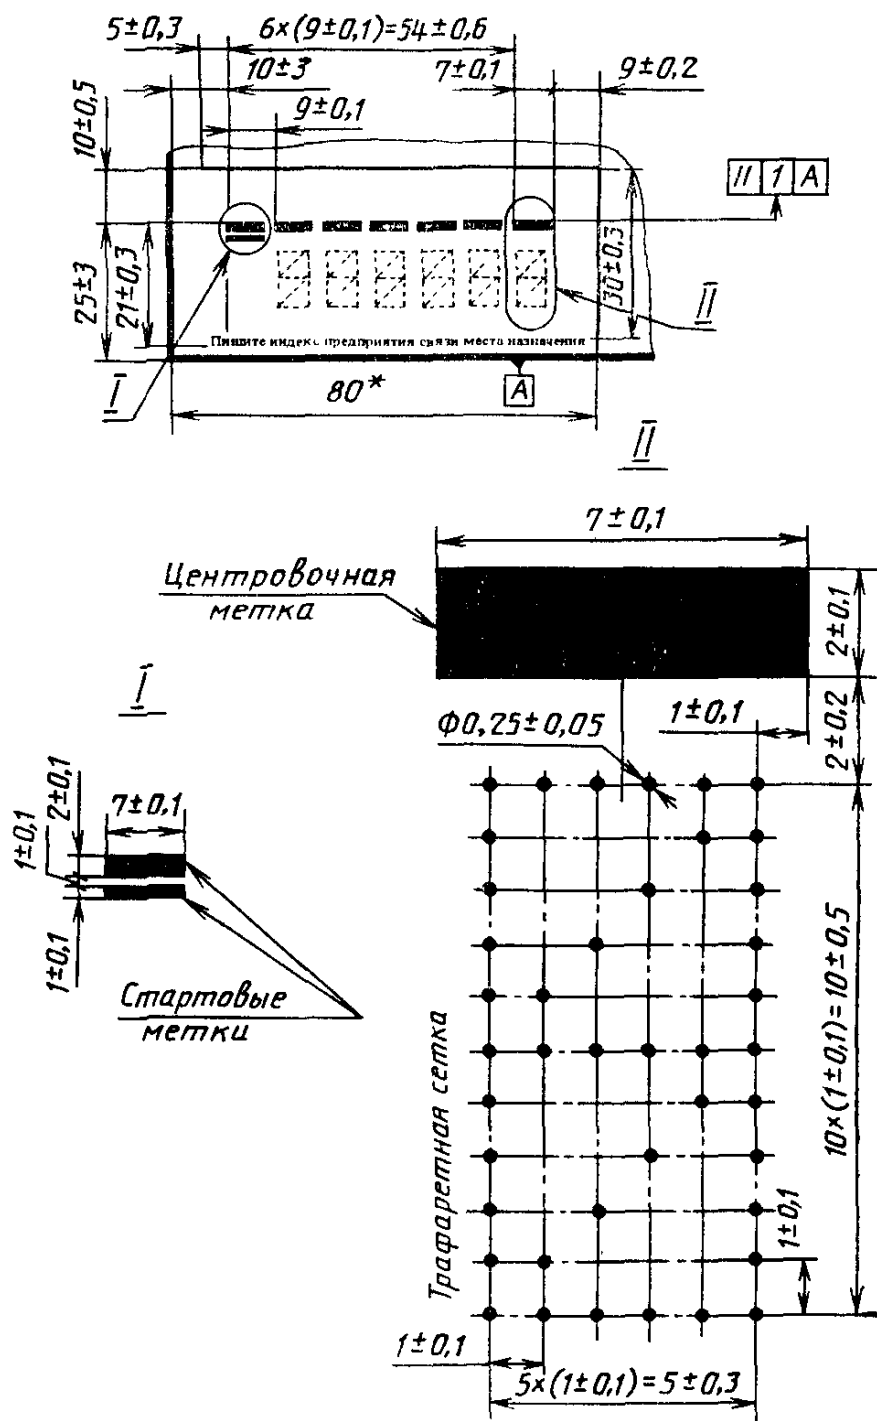 5±0,3
6×(9±0,1)=54±0,6
10±3
7±0,1
9±0,2
9±0,1
10±0,5
// 1 A
25±3
21±0,3
30±0,3
II
Пишите индекс предприятия связи места назначения
I
80*
A
II
7±0,1
Центровочная
метка
2±0,1
I
Ф0,25±0,05
1±0,1
2±0,2
2±0,1
7±0,1
1±0,1
1±0,1
Стартовые
метки
Трафаретная сетка
10×(1±0,1)=10±0,5
1±0,1
1±0,1
5×(1±0,1)=5±0,3